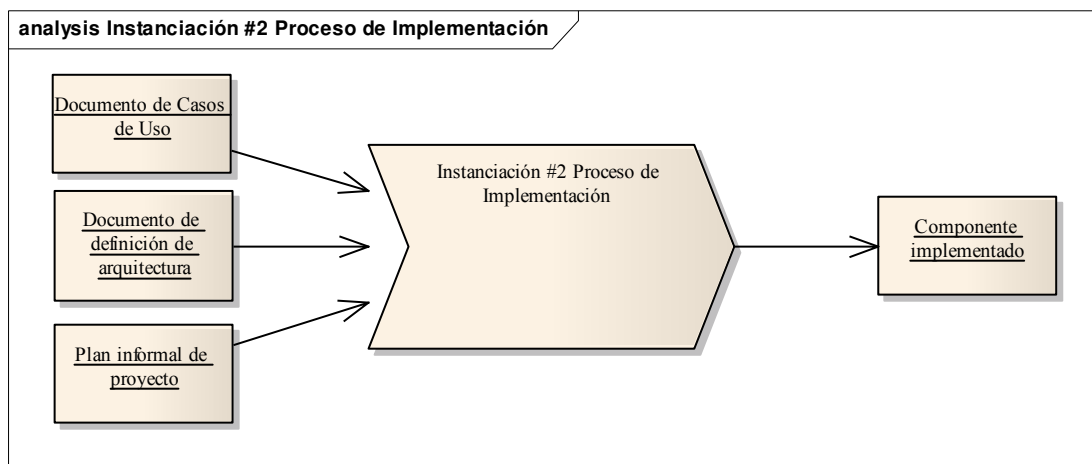 analysis Instanciación #2 Proceso de Implementación
Documento de Casos
de Uso
Documento de
definición de
arquitectura
Plan informal de
proyecto
Instanciación #2 Proceso de
Implementación
Componente
implementado